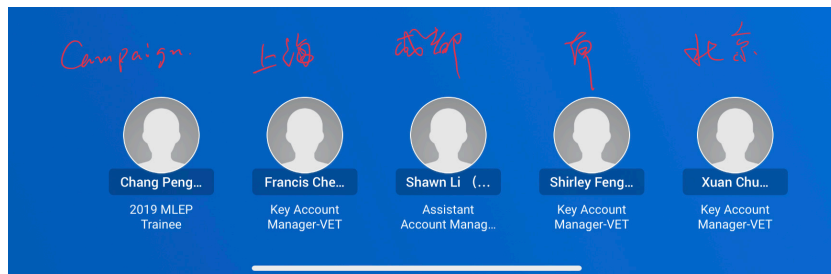 Campaign. 上海 成都 南 北京
Chang Peng... Francis Che... Shawn Li （... Shirley Feng... Xuan Chu...
2019 MLEP Key Account Assistant Key Account Key Account
Trainee Manager-VET Account Manag... Manager-VET Manager-VET